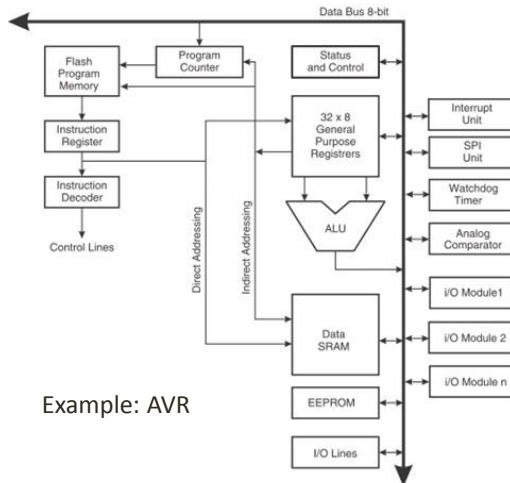 Data Bus 8-bit
Flash
Program
Memory
Program
Counter
Status
and Control
Instruction
Register
32 x 8
General
Purpose
Registrers
Instruction
Decoder
Control Lines
Direct Addressing
Indirect Addressing
ALU
Data
SRAM
EEPROM
I/O Lines
Interrupt
Unit
SPI
Unit
Watchdog
Timer
Analog
Comparator
i/O Module1
i/O Module 2
i/O Module n
Example: AVR